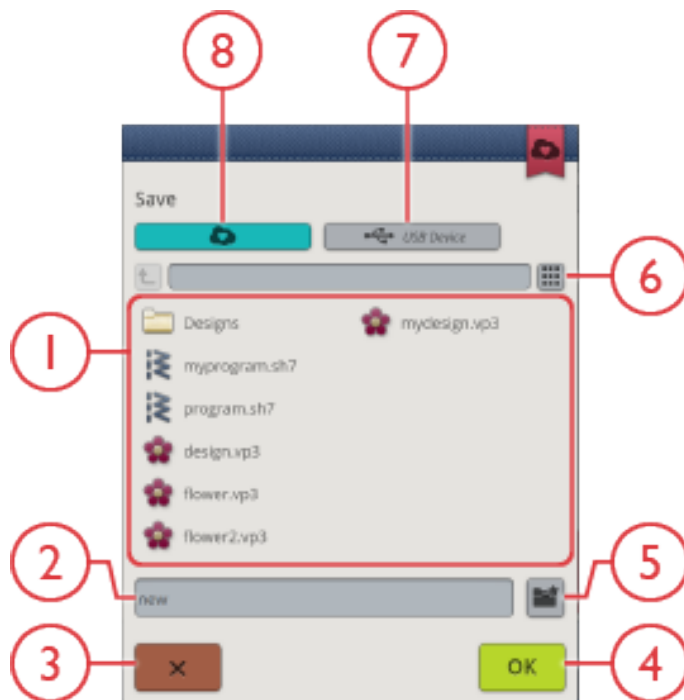 8
7
Save
USB Device
6
1
Designs
mydesign.vp3
myprogram.sh7
program.sh7
design.vp3
flower.vp3
flower2.vp3
2
new
5
3
OK
4